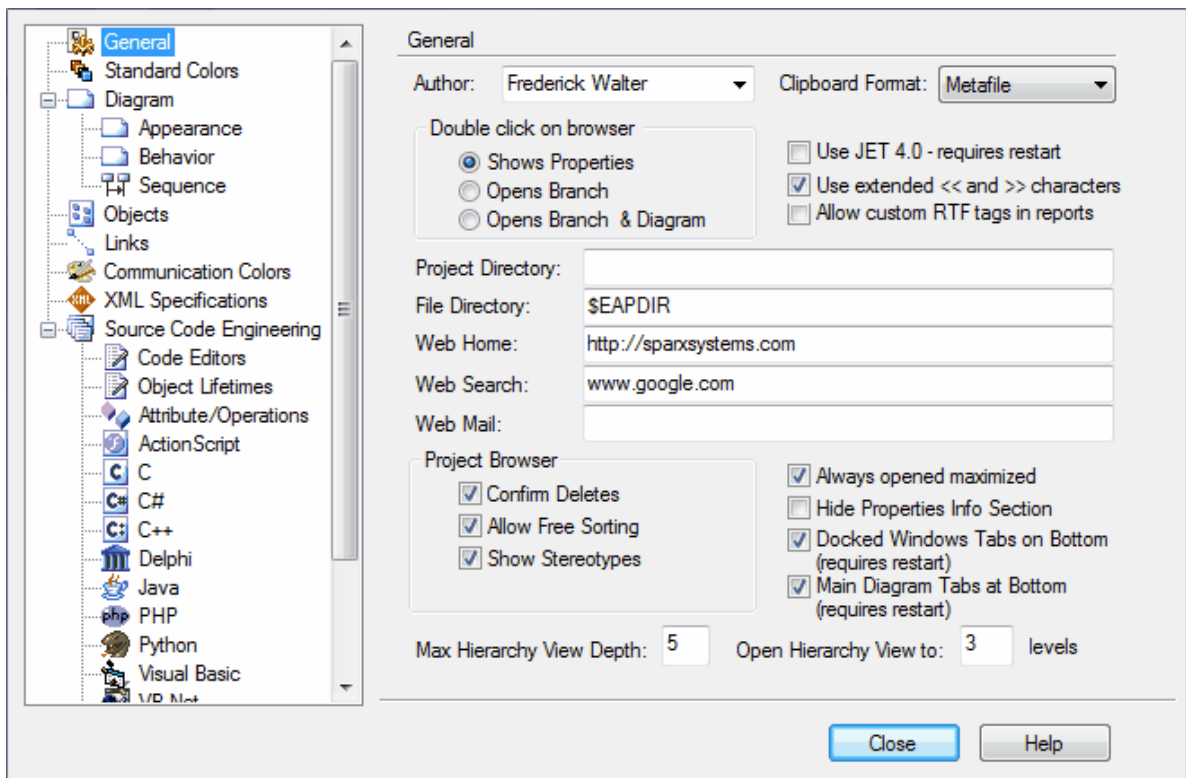 General
Standard Colors
Diagram
Appearance
Behavior
Sequence
Objects
Links
Communication Colors
XML Specifications
Source Code Engineering
Code Editors
Object Lifetimes
Attribute/Operations
ActionScript
C
C#
C++
Delphi
Java
php PHP
Python
Visual Basic
VB.Net
General
Author: Frederick Walter Clipboard Format: Metafile
Double click on browser
Shows Properties
Opens Branch
Opens Branch & Diagram
Use JET 4.0 - requires restart
Use extended << and >> characters
Allow custom RTF tags in reports
Project Directory:
File Directory: $EAPDIR
Web Home: http://sparxsystems.com
Web Search: www.google.com
Web Mail:
Project Browser
Confirm Deletes
Allow Free Sorting
Show Stereotypes
Always opened maximized
Hide Properties Info Section
Docked Windows Tabs on Bottom
(requires restart)
Main Diagram Tabs at Bottom
(requires restart)
Max Hierarchy View Depth: 5 Open Hierarchy View to: 3 levels
Close Help